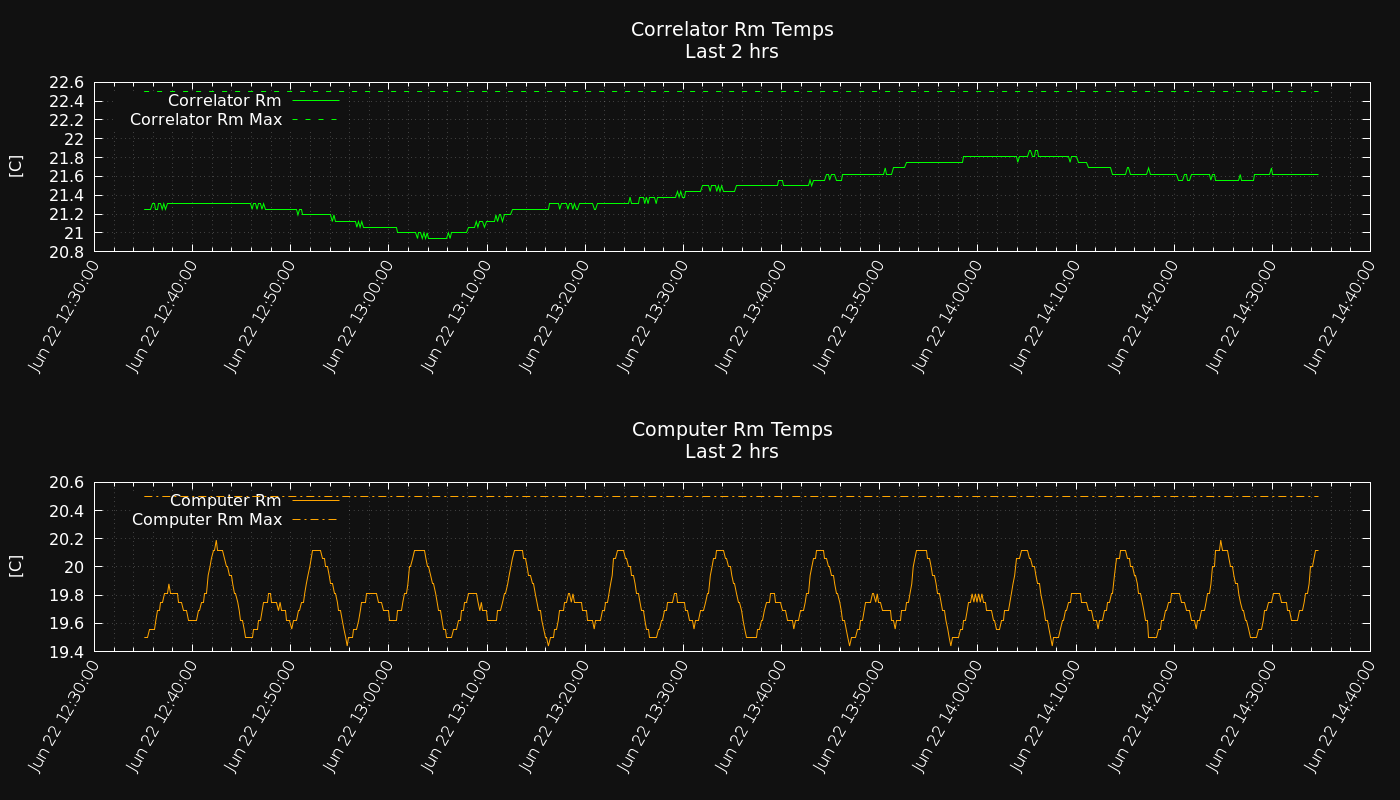 Correlator Rm Temps
Last 2 hrs
22.6
22.4
22.2
22
21.8
21.6
21.4
21.2
21
20.8
[C]
Correlator Rm
Correlator Rm Max
Jun 22 12:30:00
Jun 22 12:40:00
Jun 22 12:50:00
Jun 22 13:00:00
Jun 22 13:10:00
Jun 22 13:20:00
Jun 22 13:30:00
Jun 22 13:40:00
Jun 22 13:50:00
Jun 22 14:00:00
Jun 22 14:10:00
Jun 22 14:20:00
Jun 22 14:30:00
Jun 22 14:40:00
Computer Rm Temps
Last 2 hrs
20.6
20.4
20.2
20
19.8
19.6
19.4
[C]
Computer Rm
Computer Rm Max
Jun 22 12:30:00
Jun 22 12:40:00
Jun 22 12:50:00
Jun 22 13:00:00
Jun 22 13:10:00
Jun 22 13:20:00
Jun 22 13:30:00
Jun 22 13:40:00
Jun 22 13:50:00
Jun 22 14:00:00
Jun 22 14:10:00
Jun 22 14:20:00
Jun 22 14:30:00
Jun 22 14:40:00